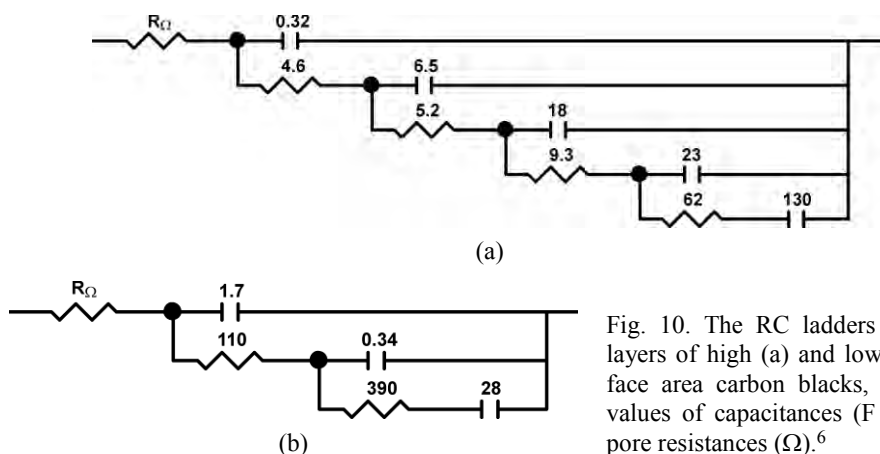 RΩ 0.32
4.6 6.5
5.2 18
9.3 23
62 130
(a)
RΩ 1.7
110 0.34
390 28
(b)
Fig. 10. The RC ladders
layers of high (a) and low
face area carbon blacks,
values of capacitances (F
pore resistances (Ω).6